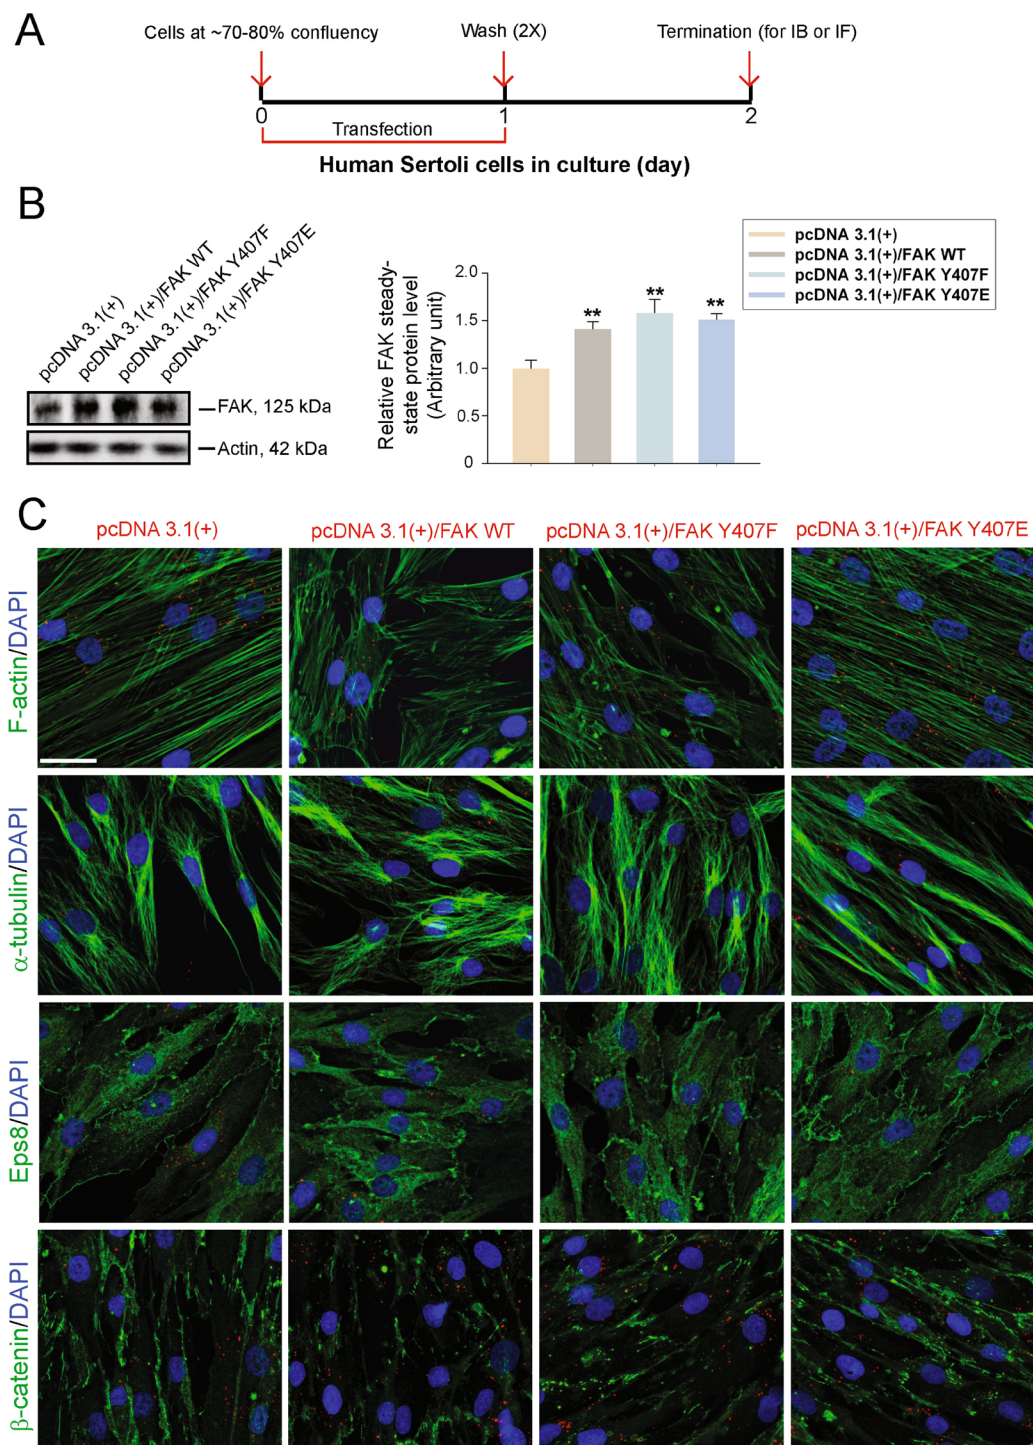 A
Cells at ~70-80% confluency
Wash (2X)
Termination (for IB or IF)
0
1
2
Transfection
Human Sertoli cells in culture (day)
B
pcDNA 3.1(+)
pcDNA 3.1(+)/FAK WT
pcDNA 3.1(+)/FAK Y407F
pcDNA 3.1(+)/FAK Y407E
FAK, 125 kDa
Actin, 42 kDa
Relative FAK steady-
state protein level
(Arbitrary unit)
2.0
1.5
1.0
0.5
0
**
**
**
pcDNA 3.1(+)
pcDNA 3.1(+)/FAK WT
pcDNA 3.1(+)/FAK Y407F
pcDNA 3.1(+)/FAK Y407E
C
pcDNA 3.1(+)
pcDNA 3.1(+)/FAK WT
pcDNA 3.1(+)/FAK Y407F
pcDNA 3.1(+)/FAK Y407E
F-actin/DAPI
α-tubulin/DAPI
Eps8/DAPI
β-catenin/DAPI